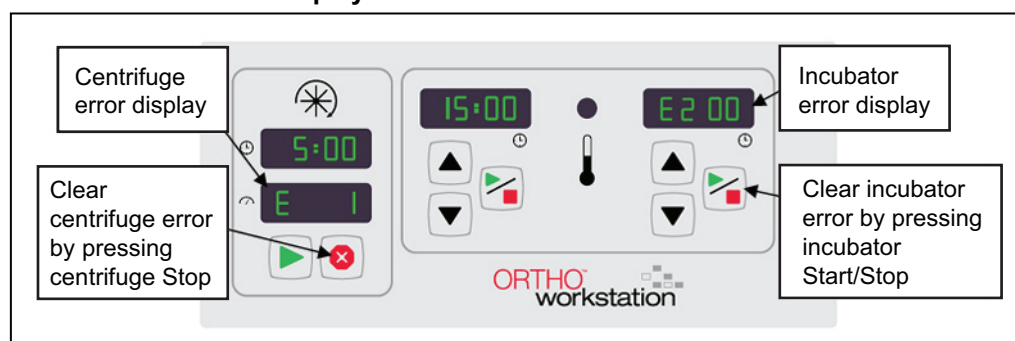 Centrifuge
error display
Clear
centrifuge error
by pressing
centrifuge Stop
5:00
E 1
15:00
E2 00
Incubator
error display
Clear incubator
error by pressing
incubator
Start/Stop
ORTHO™
workstation